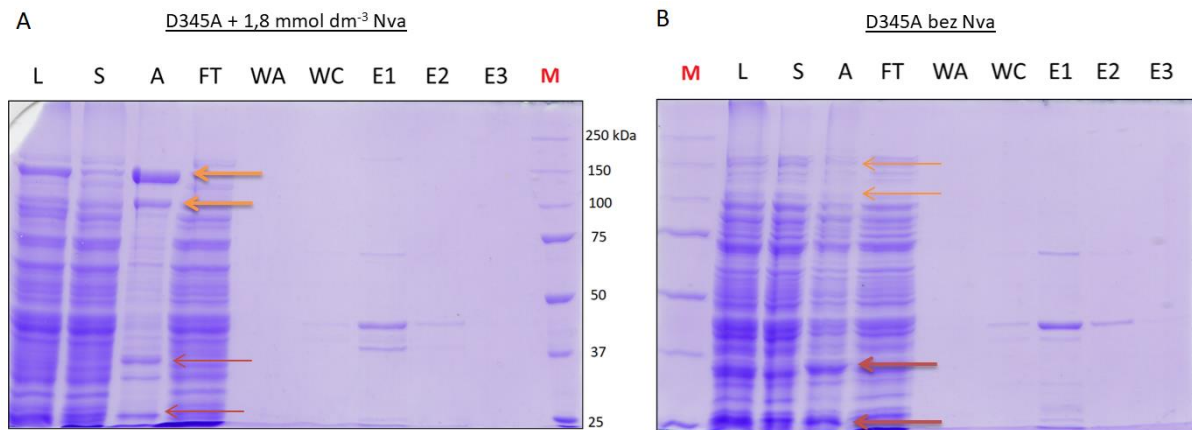 A
D345A + 1,8 mmol dm-3 Nva
L S A FT WA WC E1 E2 E3 M
250 kDa
150
100
75
50
37
25
B
D345A bez Nva
M L S A FT WA WC E1 E2 E3